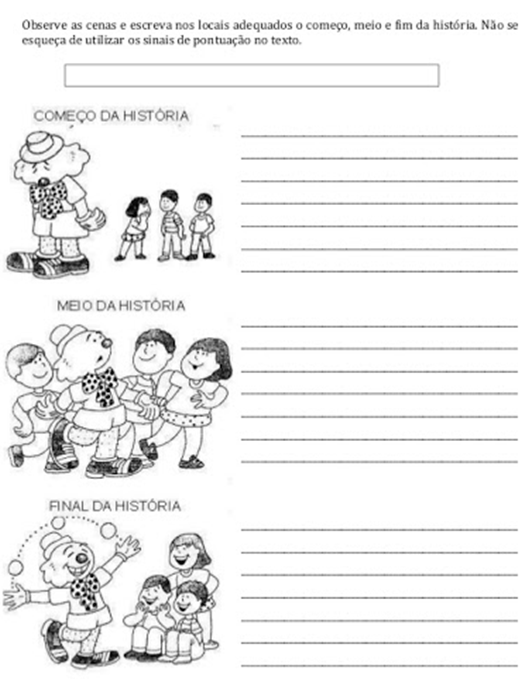 Observe as cenas e escreva nos locais adequados o começo, meio e fim da história. Não se
esqueça de utilizar os sinais de pontuação no texto.
COMEÇO DA HISTÓRIA
MEIO DA HISTÓRIA
FINAL DA HISTÓRIA